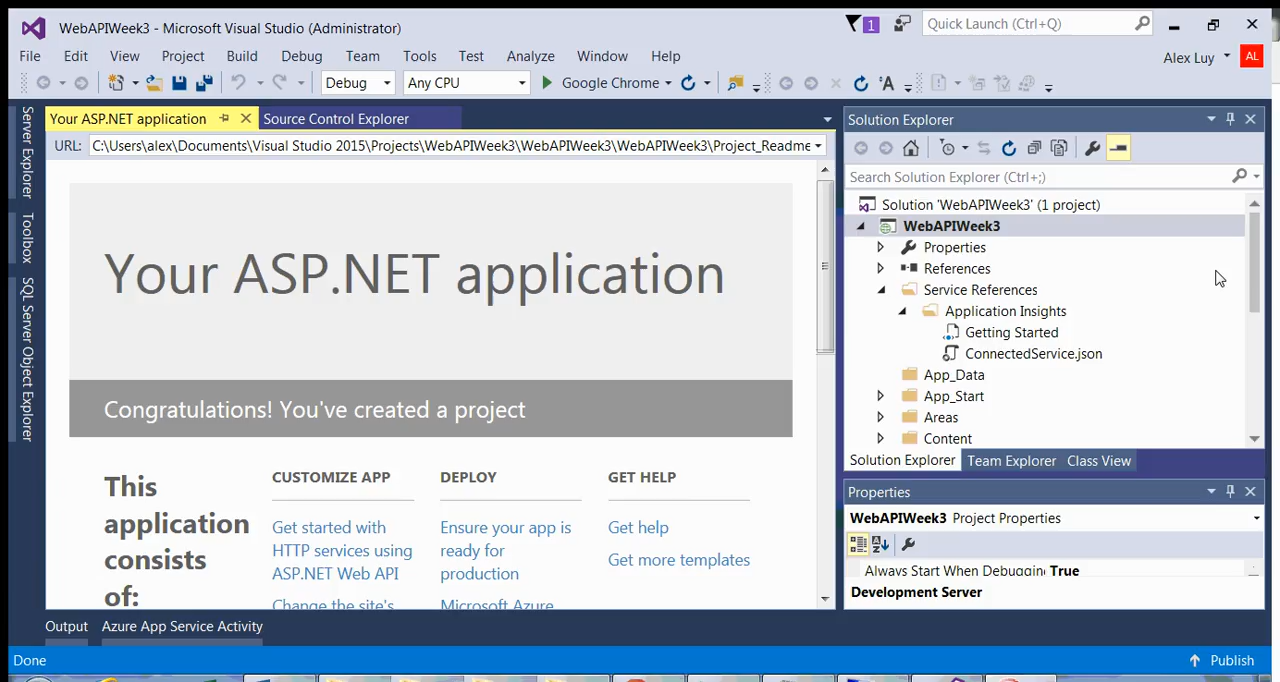 WebAPIWeek3 - Microsoft Visual Studio (Administrator)
1
Quick Launch (Ctrl+Q)
File Edit View Project Build Debug Team Tools Test Analyze Window Help
Alex Luy
AL
Debug
Any CPU
Google Chrome
Server Explorer
Toolbox
SQL Server Object Explorer
Your ASP.NET application
Source Control Explorer
URL: C:\Users\alex\Documents\Visual Studio 2015\Projects\WebAPIWeek3\WebAPIWeek3\WebAPIWeek3\Project_Readme
Your ASP.NET application
Congratulations! You've created a project
This
application
consists
of:
CUSTOMIZE APP
Get started with
HTTP services using
ASP.NET Web API
Change the site's
DEPLOY
Ensure your app is
ready for
production
Microsoft Azure
GET HELP
Get help
Get more templates
Solution Explorer
Search Solution Explorer (Ctrl+;)
Solution 'WebAPIWeek3' (1 project)
WebAPIWeek3
Properties
References
Service References
Application Insights
Getting Started
ConnectedService.json
App_Data
App_Start
Areas
Content
Solution Explorer Team Explorer Class View
Properties
WebAPIWeek3 Project Properties
Always Start When Debugging True
Development Server
Output Azure App Service Activity
Done
Publish